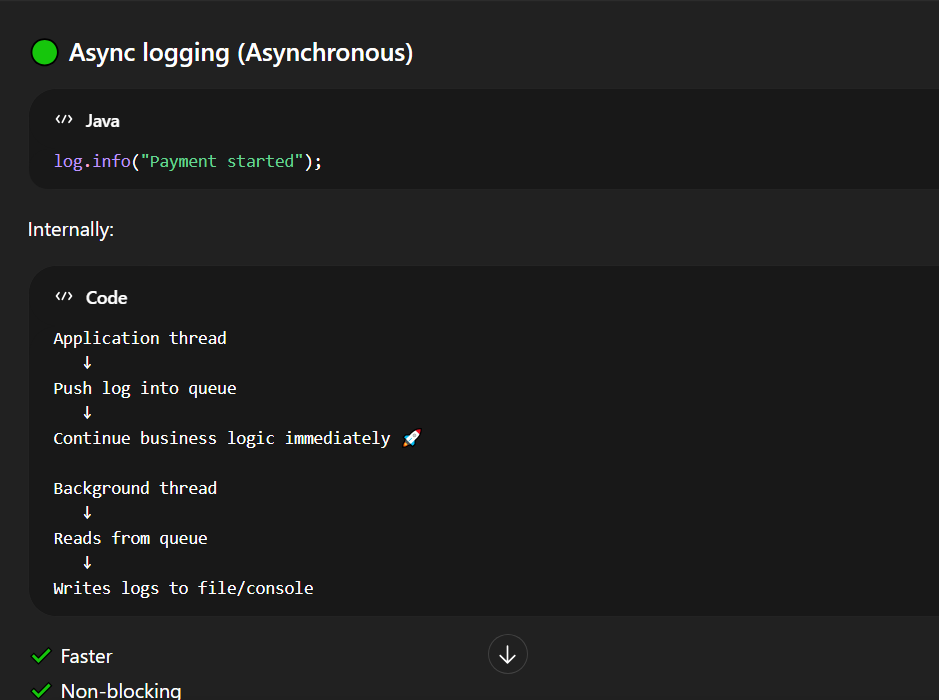 Async logging (Asynchronous)
</> Java
log.info("Payment started");
Internally:
</> Code
Application thread
↓
Push log into queue
↓
Continue business logic immediately 🚀
Background thread
↓
Reads from queue
↓
Writes logs to file/console
Faster
Non-blocking